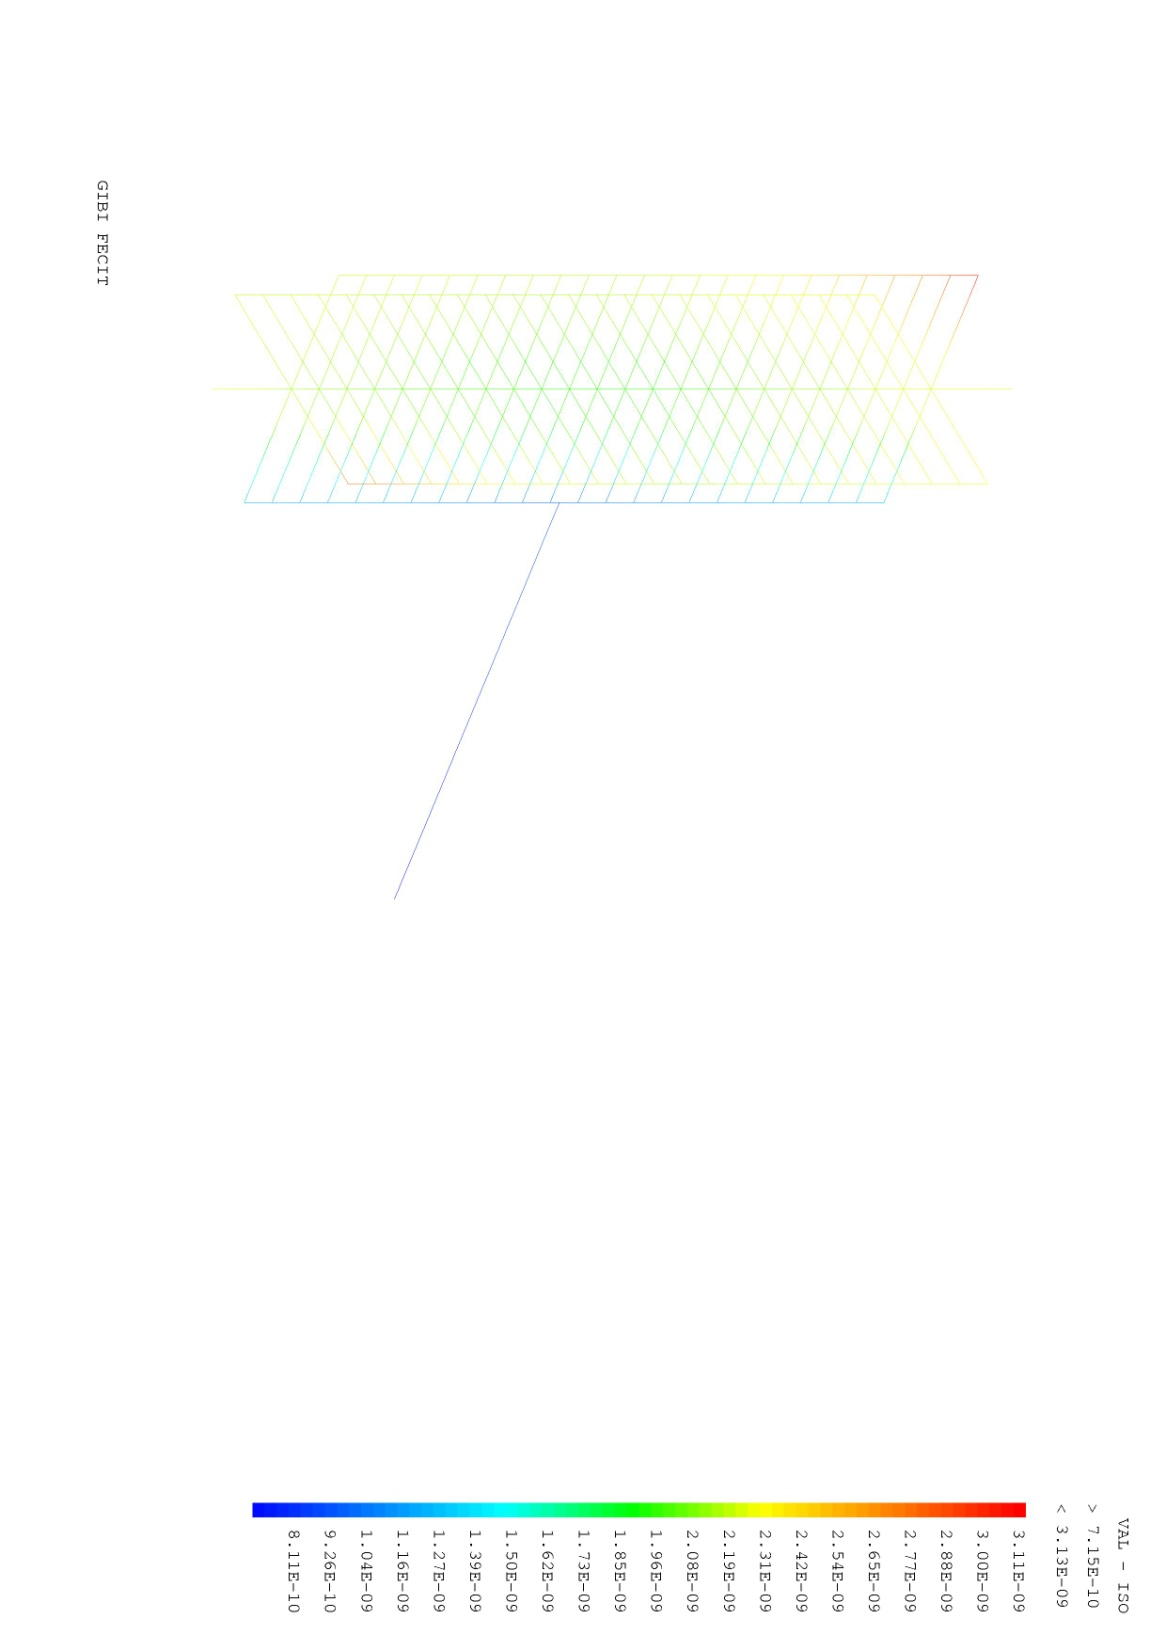 VAL - ISO
> 7.15E-10
< 3.13E-09
3.11E-09
3.00E-09
2.88E-09
2.77E-09
2.65E-09
2.54E-09
2.42E-09
2.31E-09
2.19E-09
2.08E-09
1.96E-09
1.85E-09
1.73E-09
1.62E-09
1.50E-09
1.39E-09
1.27E-09
1.16E-09
1.04E-09
9.26E-10
8.11E-10
GIBI FECIT